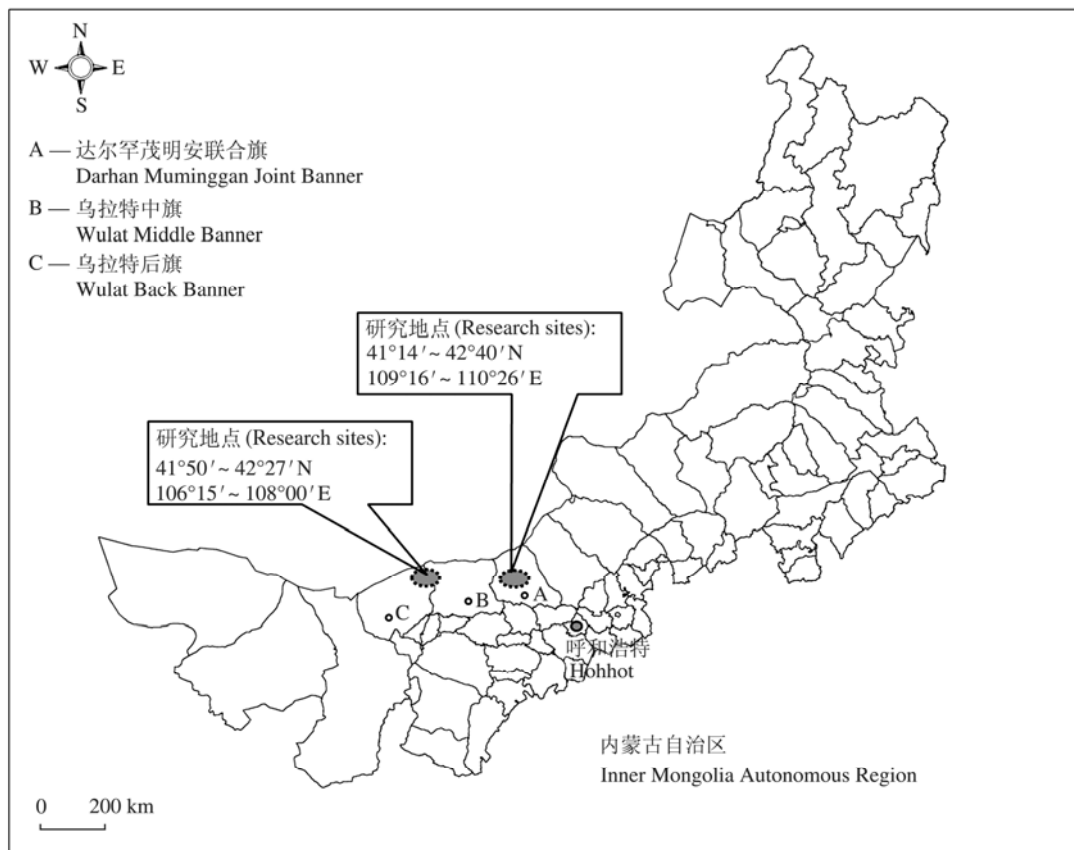 N
W E
S
A — 达尔罕茂明安联合旗
Darhan Muminggan Joint Banner
B — 乌拉特中旗
Wulat Middle Banner
C — 乌拉特后旗
Wulat Back Banner
研究地点 (Research sites):
41°14′~ 42°40′N
109°16′~ 110°26′E
研究地点 (Research sites):
41°50′~ 42°27′N
106°15′~ 108°00′E
C
B
A
呼和浩特
Hohhot
内蒙古自治区
Inner Mongolia Autonomous Region
0 200 km